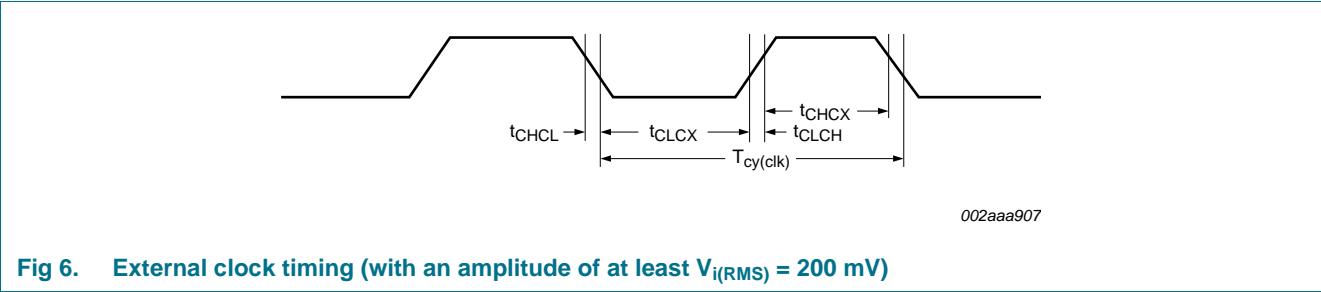 tCHCX
tCHCL tCLCX tCLCH
Tcy(clk)
002aaa907
Fig 6. External clock timing (with an amplitude of at least Vi(RMS) = 200 mV)